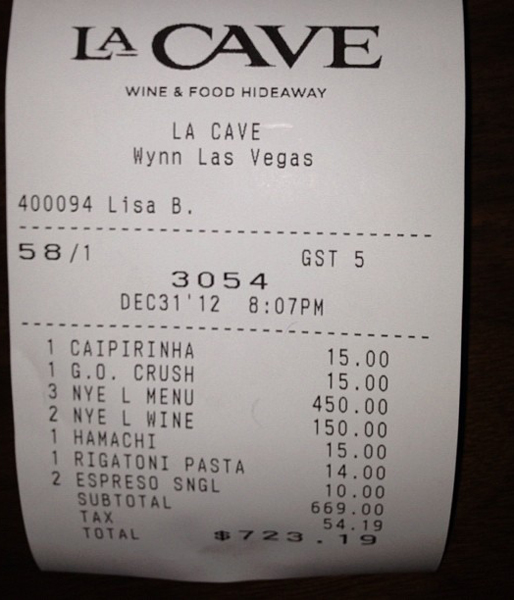 LA CAVE
WINE & FOOD HIDEAWAY
LA CAVE
Wynn Las Vegas
400094 Lisa B.
58/1 GST 5
3054
DEC31'12 8:07PM
1 CAIPIRINHA 15.00
1 G.O. CRUSH 15.00
3 NYE L MENU 450.00
2 NYE L WINE 150.00
1 HAMACHI 15.00
1 RIGATONI PASTA 14.00
2 ESPRESO SNGL 10.00
SUBTOTAL 669.00
TAX 54.19
TOTAL $723.19